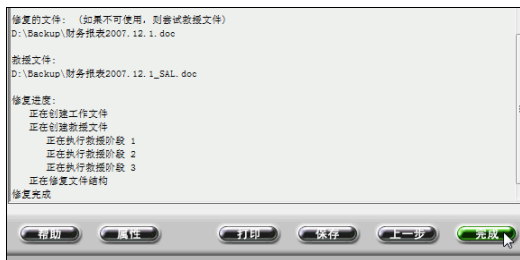 修复的文件: (如果不可使用, 则尝试救援文件)
D:\Backup\财务报表2007.12.1.doc
救援文件:
D:\Backup\财务报表2007.12.1_SAL.doc
修复进度:
正在创建工作文件
正在创建救援文件
正在执行救援阶段 1
正在执行救援阶段 2
正在执行救援阶段 3
正在修复文件结构
修复完成
帮助 属性 打印 保存 上一步 完成